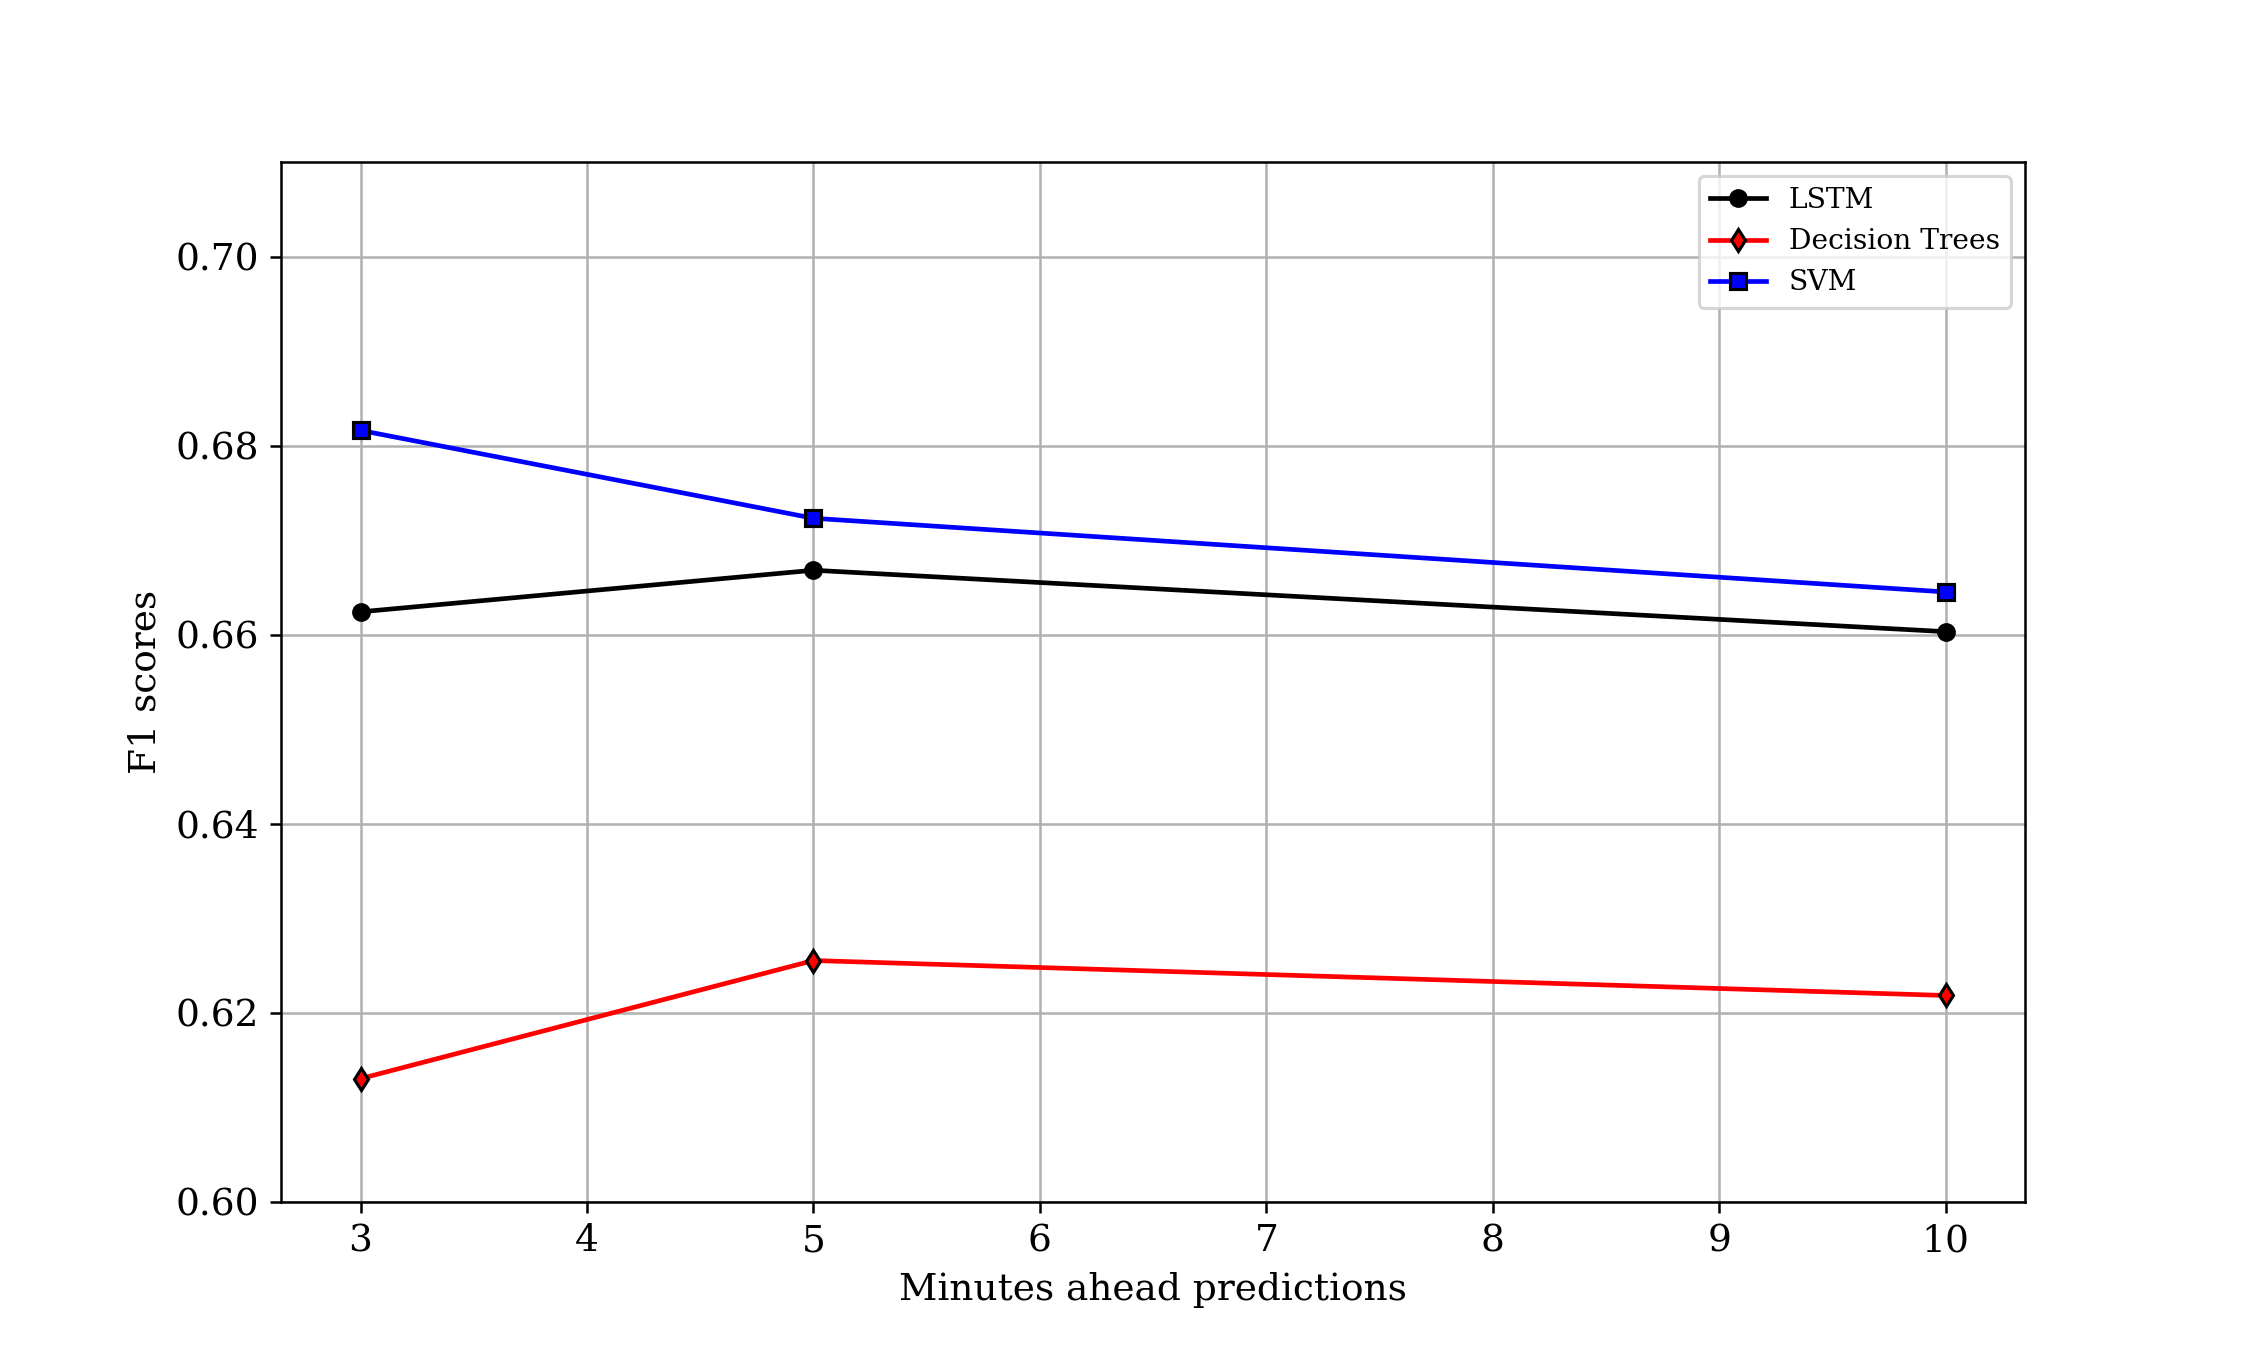 LSTM
Decision Trees
SVM
0.70
0.68
0.66
0.64
0.62
0.60
F1 scores
3 4 5 6 7 8 9 10
Minutes ahead predictions